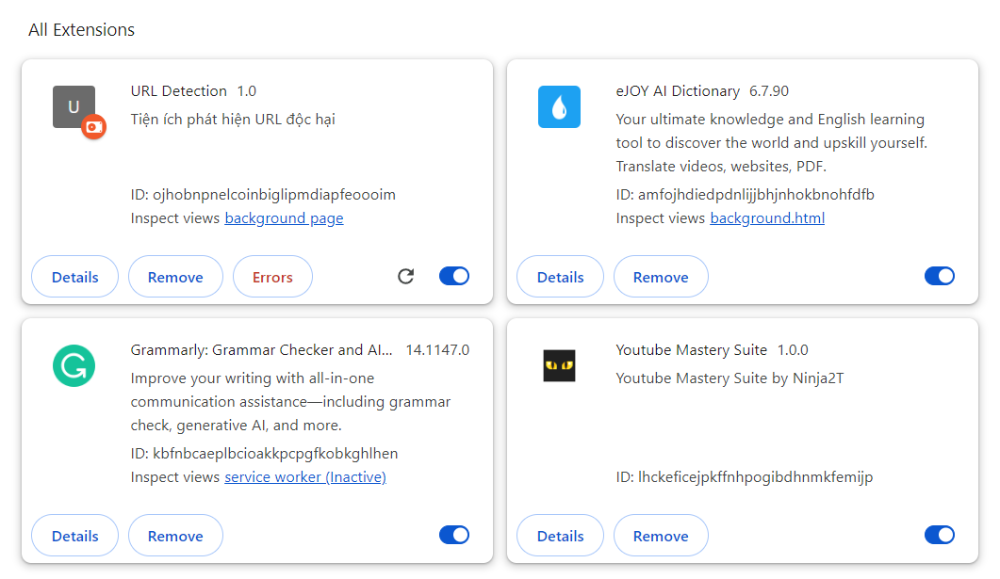 All Extensions
U
URL Detection 1.0
Tiện ích phát hiện URL độc hại
ID: ojhobnpnelcoinbiglipmdiapfeoooim
Inspect views background page
Details Remove Errors
eJOY AI Dictionary 6.7.90
Your ultimate knowledge and English learning
tool to discover the world and upskill yourself.
Translate videos, websites, PDF.
ID: amfojhdiedpdnlijjbhjnhokbnohfdfb
Inspect views background.html
Details Remove
G
Grammarly: Grammar Checker and AI... 14.1147.0
Improve your writing with all-in-one
communication assistance—including grammar
check, generative AI, and more.
ID: kbfnbcaeplbcioakkpcpgfkobkghlhen
Inspect views service worker (Inactive)
Details Remove
Youtube Mastery Suite 1.0.0
Youtube Mastery Suite by Ninja2T
ID: lhckeficejpkffnhpogibdhnmkfemijp
Details Remove